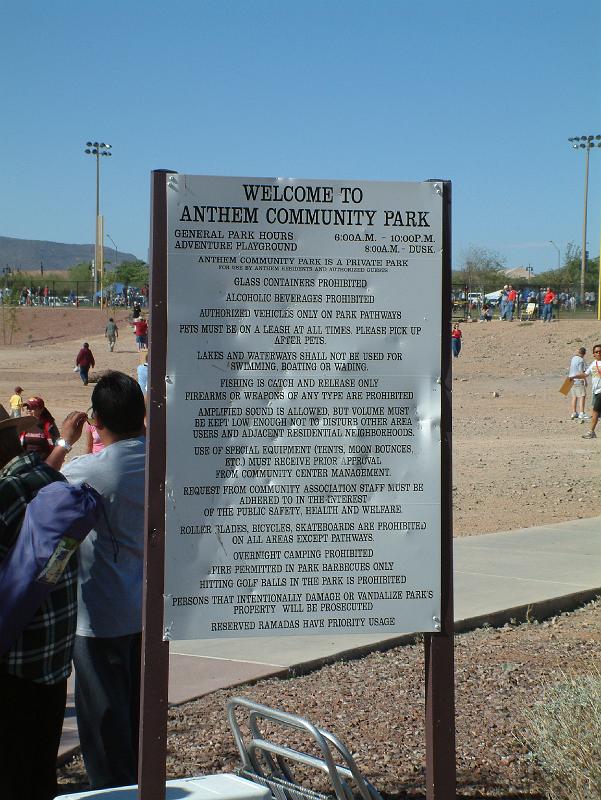 WELCOME TO
ANTHEM COMMUNITY PARK
GENERAL PARK HOURS 6:00A.M. - 10:00P.M.
ADVENTURE PLAYGROUND 8:00A.M. - DUSK
ANTHEM COMMUNITY PARK IS A PRIVATE PARK
FOR USE BY ANTHEM RESIDENTS AND AUTHORIZED GUESTS
GLASS CONTAINERS PROHIBITED
ALCOHOLIC BEVERAGES PROHIBITED
AUTHORIZED VEHICLES ONLY ON PARK PATHWAYS
PETS MUST BE ON A LEASH AT ALL TIMES, PLEASE PICK UP
AFTER PETS.
LAKES AND WATERWAYS SHALL NOT BE USED FOR
SWIMMING, BOATING OR WADING.
FISHING IS CATCH AND RELEASE ONLY
FIREARMS OR WEAPONS OF ANY TYPE ARE PROHIBITED
AMPLIFIED SOUND IS ALLOWED, BUT VOLUME MUST
BE KEPT LOW ENOUGH NOT TO DISTURB OTHER AREA
USERS AND ADJACENT RESIDENTIAL NEIGHBORHOODS.
USE OF SPECIAL EQUIPMENT (TENTS, MOON BOUNCES,
ETC.) MUST RECEIVE PRIOR APPROVAL
FROM COMMUNITY CENTER MANAGEMENT.
REQUEST FROM COMMUNITY ASSOCIATION STAFF MUST BE
ADHERED TO IN THE INTEREST
OF THE PUBLIC SAFETY, HEALTH AND WELFARE.
ROLLER BLADES, BICYCLES, SKATEBOARDS ARE PROHIBITED
ON ALL AREAS EXCEPT PATHWAYS.
OVERNIGHT CAMPING PROHIBITED
FIRE PERMITTED IN PARK BARBECUES ONLY
HITTING GOLF BALLS IN THE PARK IS PROHIBITED
PERSONS THAT INTENTIONALLY DAMAGE OR VANDALIZE PARK'S
PROPERTY WILL BE PROSECUTED
RESERVED RAMADAS HAVE PRIORITY USAGE